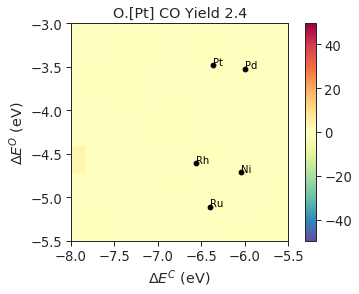 O.[Pt] CO Yield 2.4
−3.0
−3.5
−4.0
−4.5
−5.0
−5.5
ΔE^O (eV)
Pt
Pd
Rh
Ni
Ru
−8.0 −7.5 −7.0 −6.5 −6.0 −5.5
ΔE^C (eV)
40
20
0
−20
−40